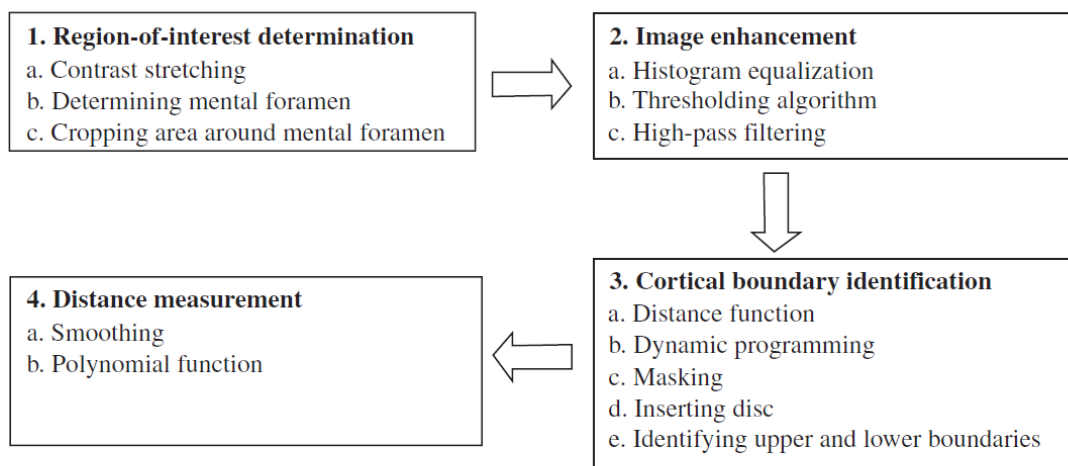 1. Region-of-interest determination
a. Contrast stretching
b. Determining mental foramen
c. Cropping area around mental foramen
2. Image enhancement
a. Histogram equalization
b. Thresholding algorithm
c. High-pass filtering
3. Cortical boundary identification
a. Distance function
b. Dynamic programming
c. Masking
d. Inserting disc
e. Identifying upper and lower boundaries
4. Distance measurement
a. Smoothing
b. Polynomial function